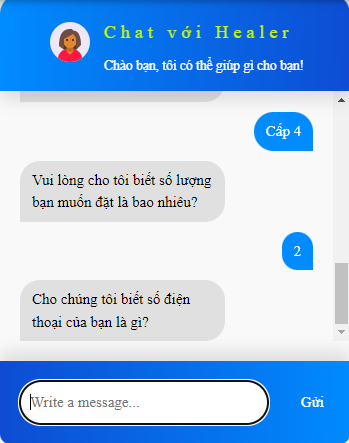 Chat với Healer
Chào bạn, tôi có thể giúp gì cho bạn!
Cấp 4
Vui lòng cho tôi biết số lượng
bạn muốn đặt là bao nhiêu?
2
Cho chúng tôi biết số điện
thoại của bạn là gì?
Write a message...
Gửi